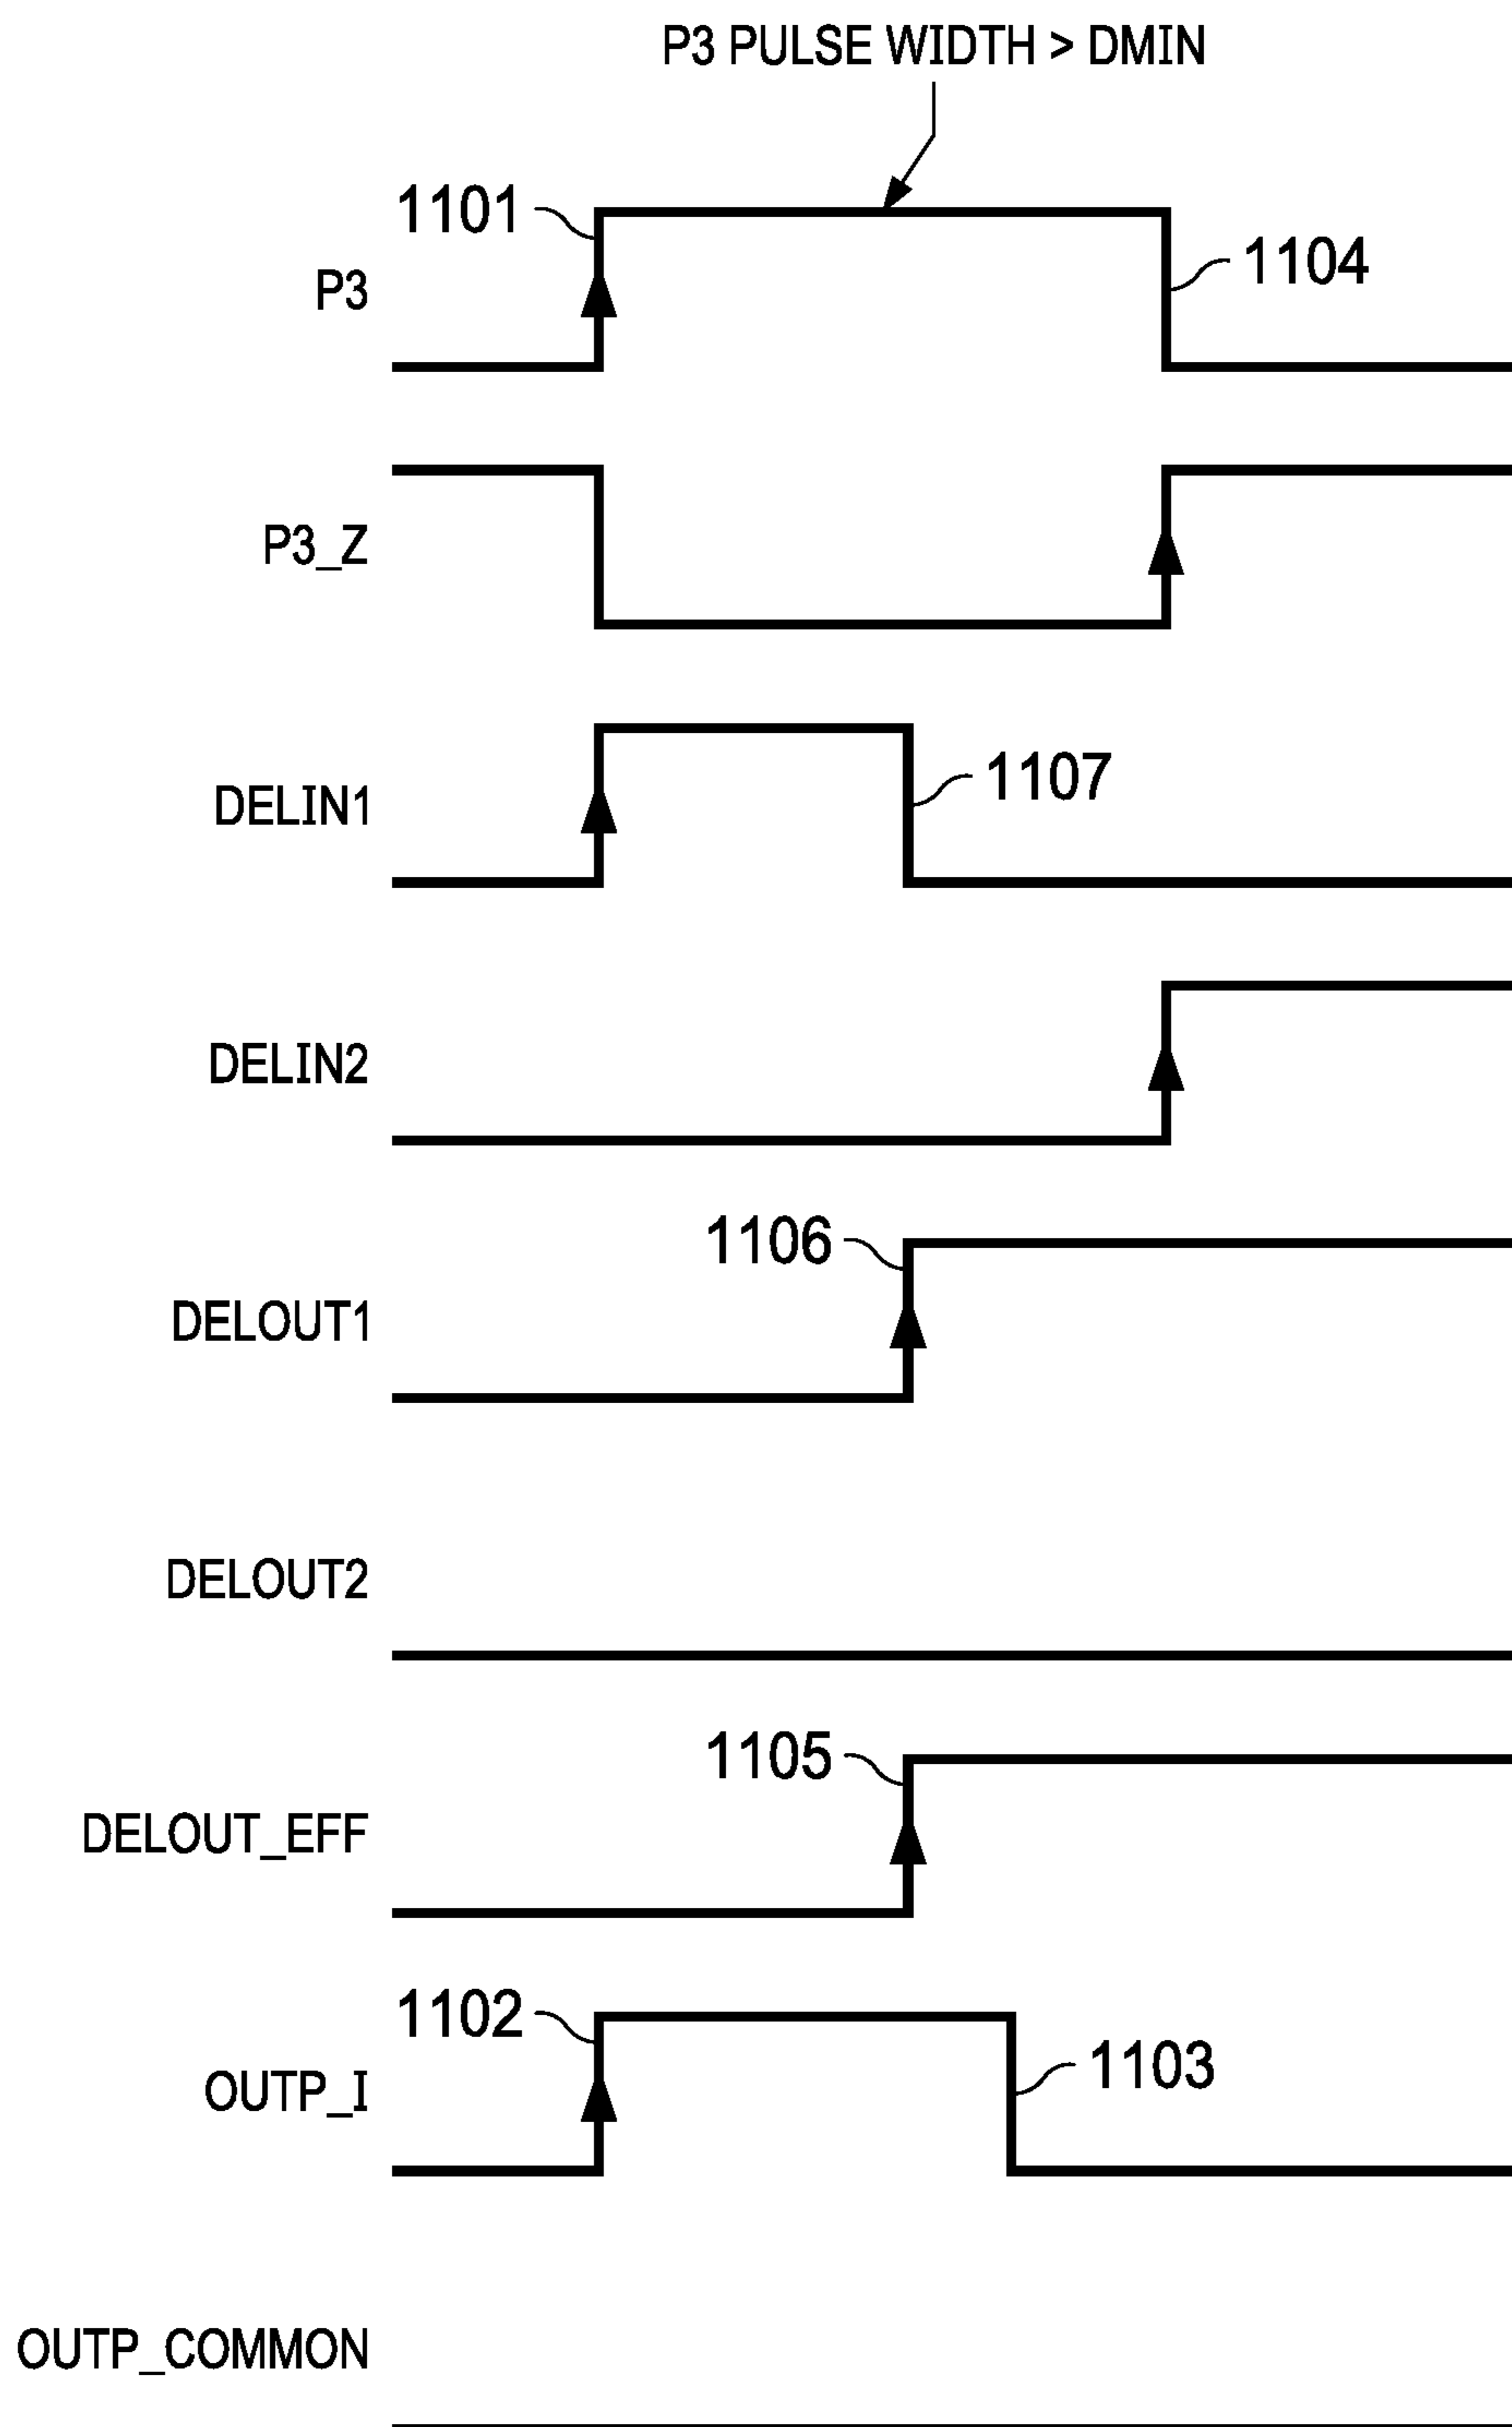 P3 PULSE WIDTH > DMIN
1101
1104
P3
P3_Z
1107
DELIN1
DELIN2
1106
DELOUT1
DELOUT2
1105
DELOUT_EFF
1102
1103
OUTP_I
OUTP_COMMON